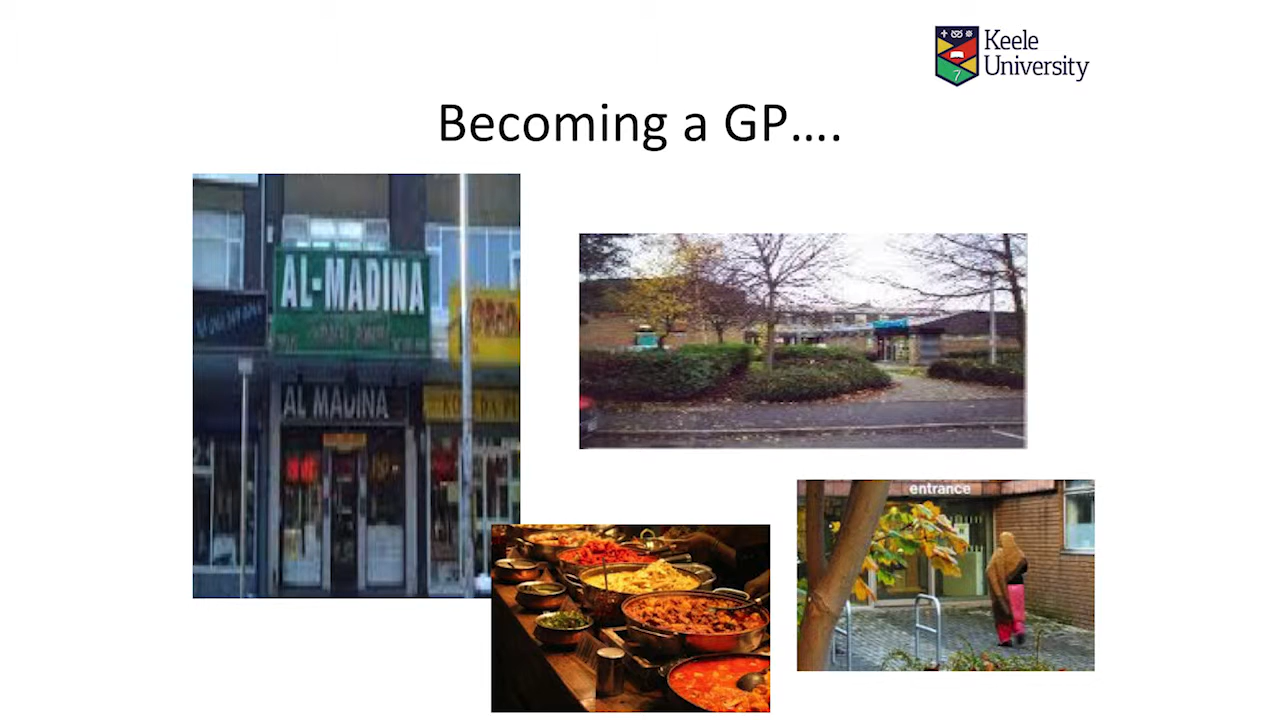 Keele
University
Becoming a GP....
AL-MADINA
AL MADINA
entrance